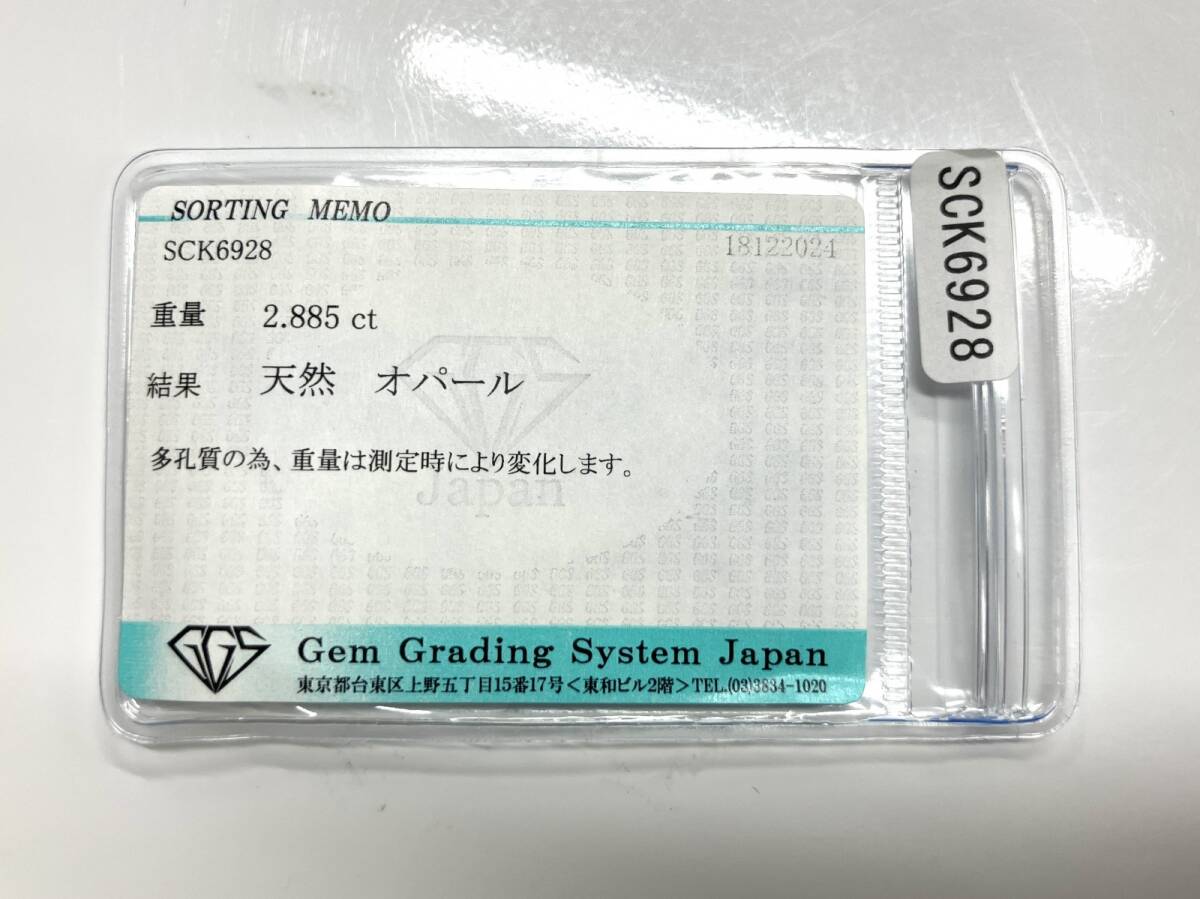 SORTING MEMO
SCK6928 18122024
重量 2.885 ct
結果 天然 オパール
多孔質の為、重量は測定時により変化します。
GGS
Japan
GGS Gem Grading System Japan
東京都台東区上野五丁目15番17号＜東和ビル2階＞TEL.(03)3834-1020
SCK6928